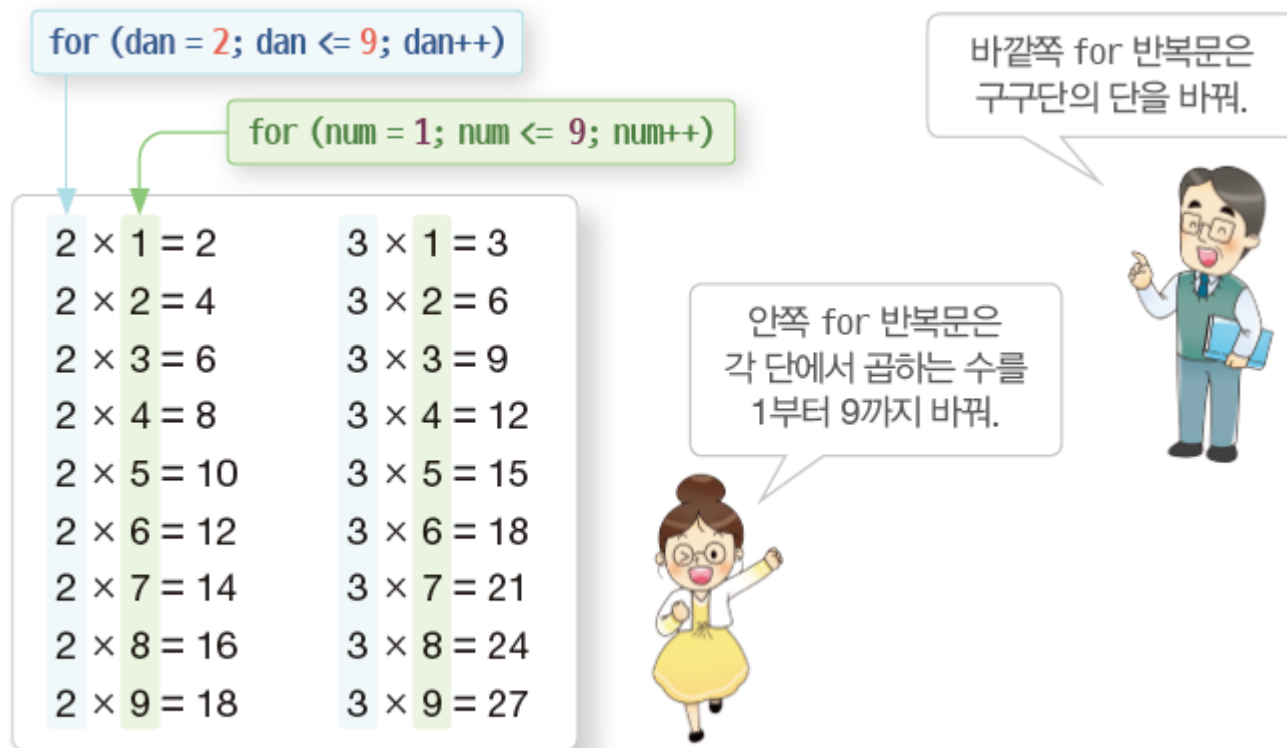 for (dan = 2; dan <= 9; dan++)
for (num = 1; num <= 9; num++)
바깥쪽 for 반복문은
구구단의 단을 바꿔.
안쪽 for 반복문은
각 단에서 곱하는 수를
1부터 9까지 바꿔.
2 × 1 = 2
2 × 2 = 4
2 × 3 = 6
2 × 4 = 8
2 × 5 = 10
2 × 6 = 12
2 × 7 = 14
2 × 8 = 16
2 × 9 = 18
3 × 1 = 3
3 × 2 = 6
3 × 3 = 9
3 × 4 = 12
3 × 5 = 15
3 × 6 = 18
3 × 7 = 21
3 × 8 = 24
3 × 9 = 27